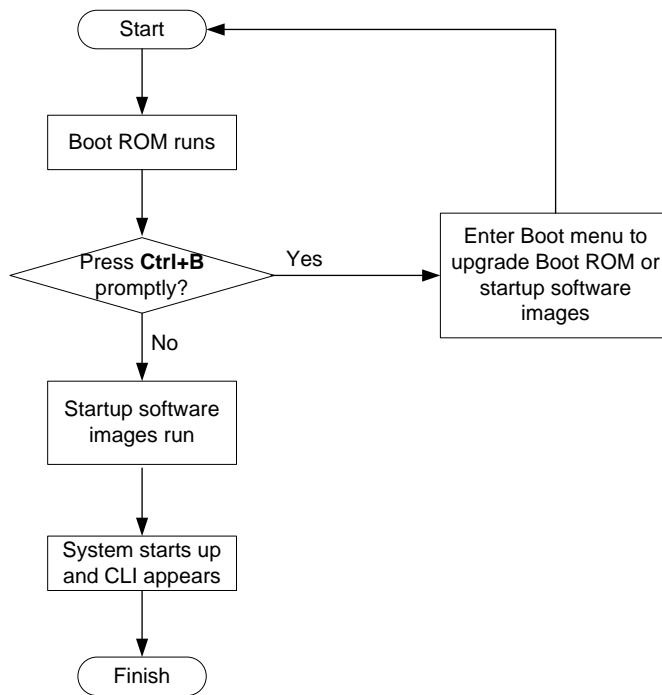 Start
Boot ROM runs
Press Ctrl+B
promptly?
Yes
Enter Boot menu to
upgrade Boot ROM or
startup software
images
No
Startup software
images run
System starts up
and CLI appears
Finish